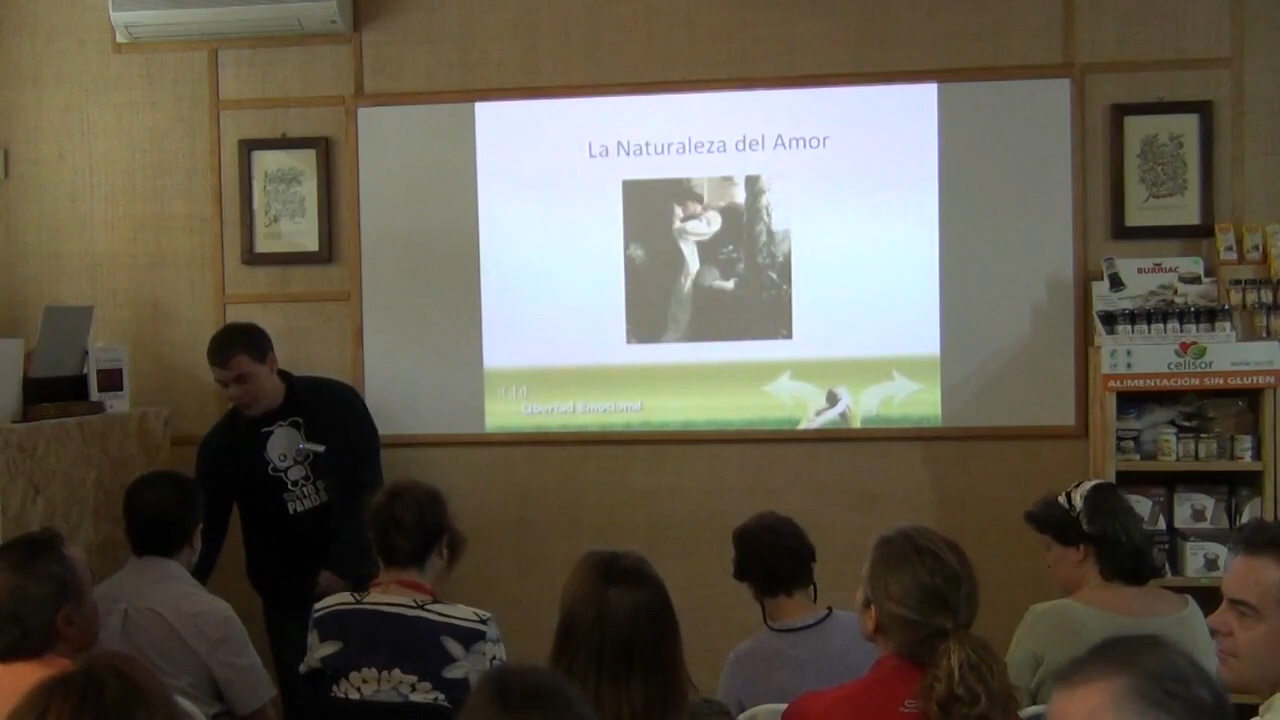 La Naturaleza del Amor
Libertad Emocional
PANDA
BURRIAC
celisor
ALIMENTACIÓN SIN GLUTEN